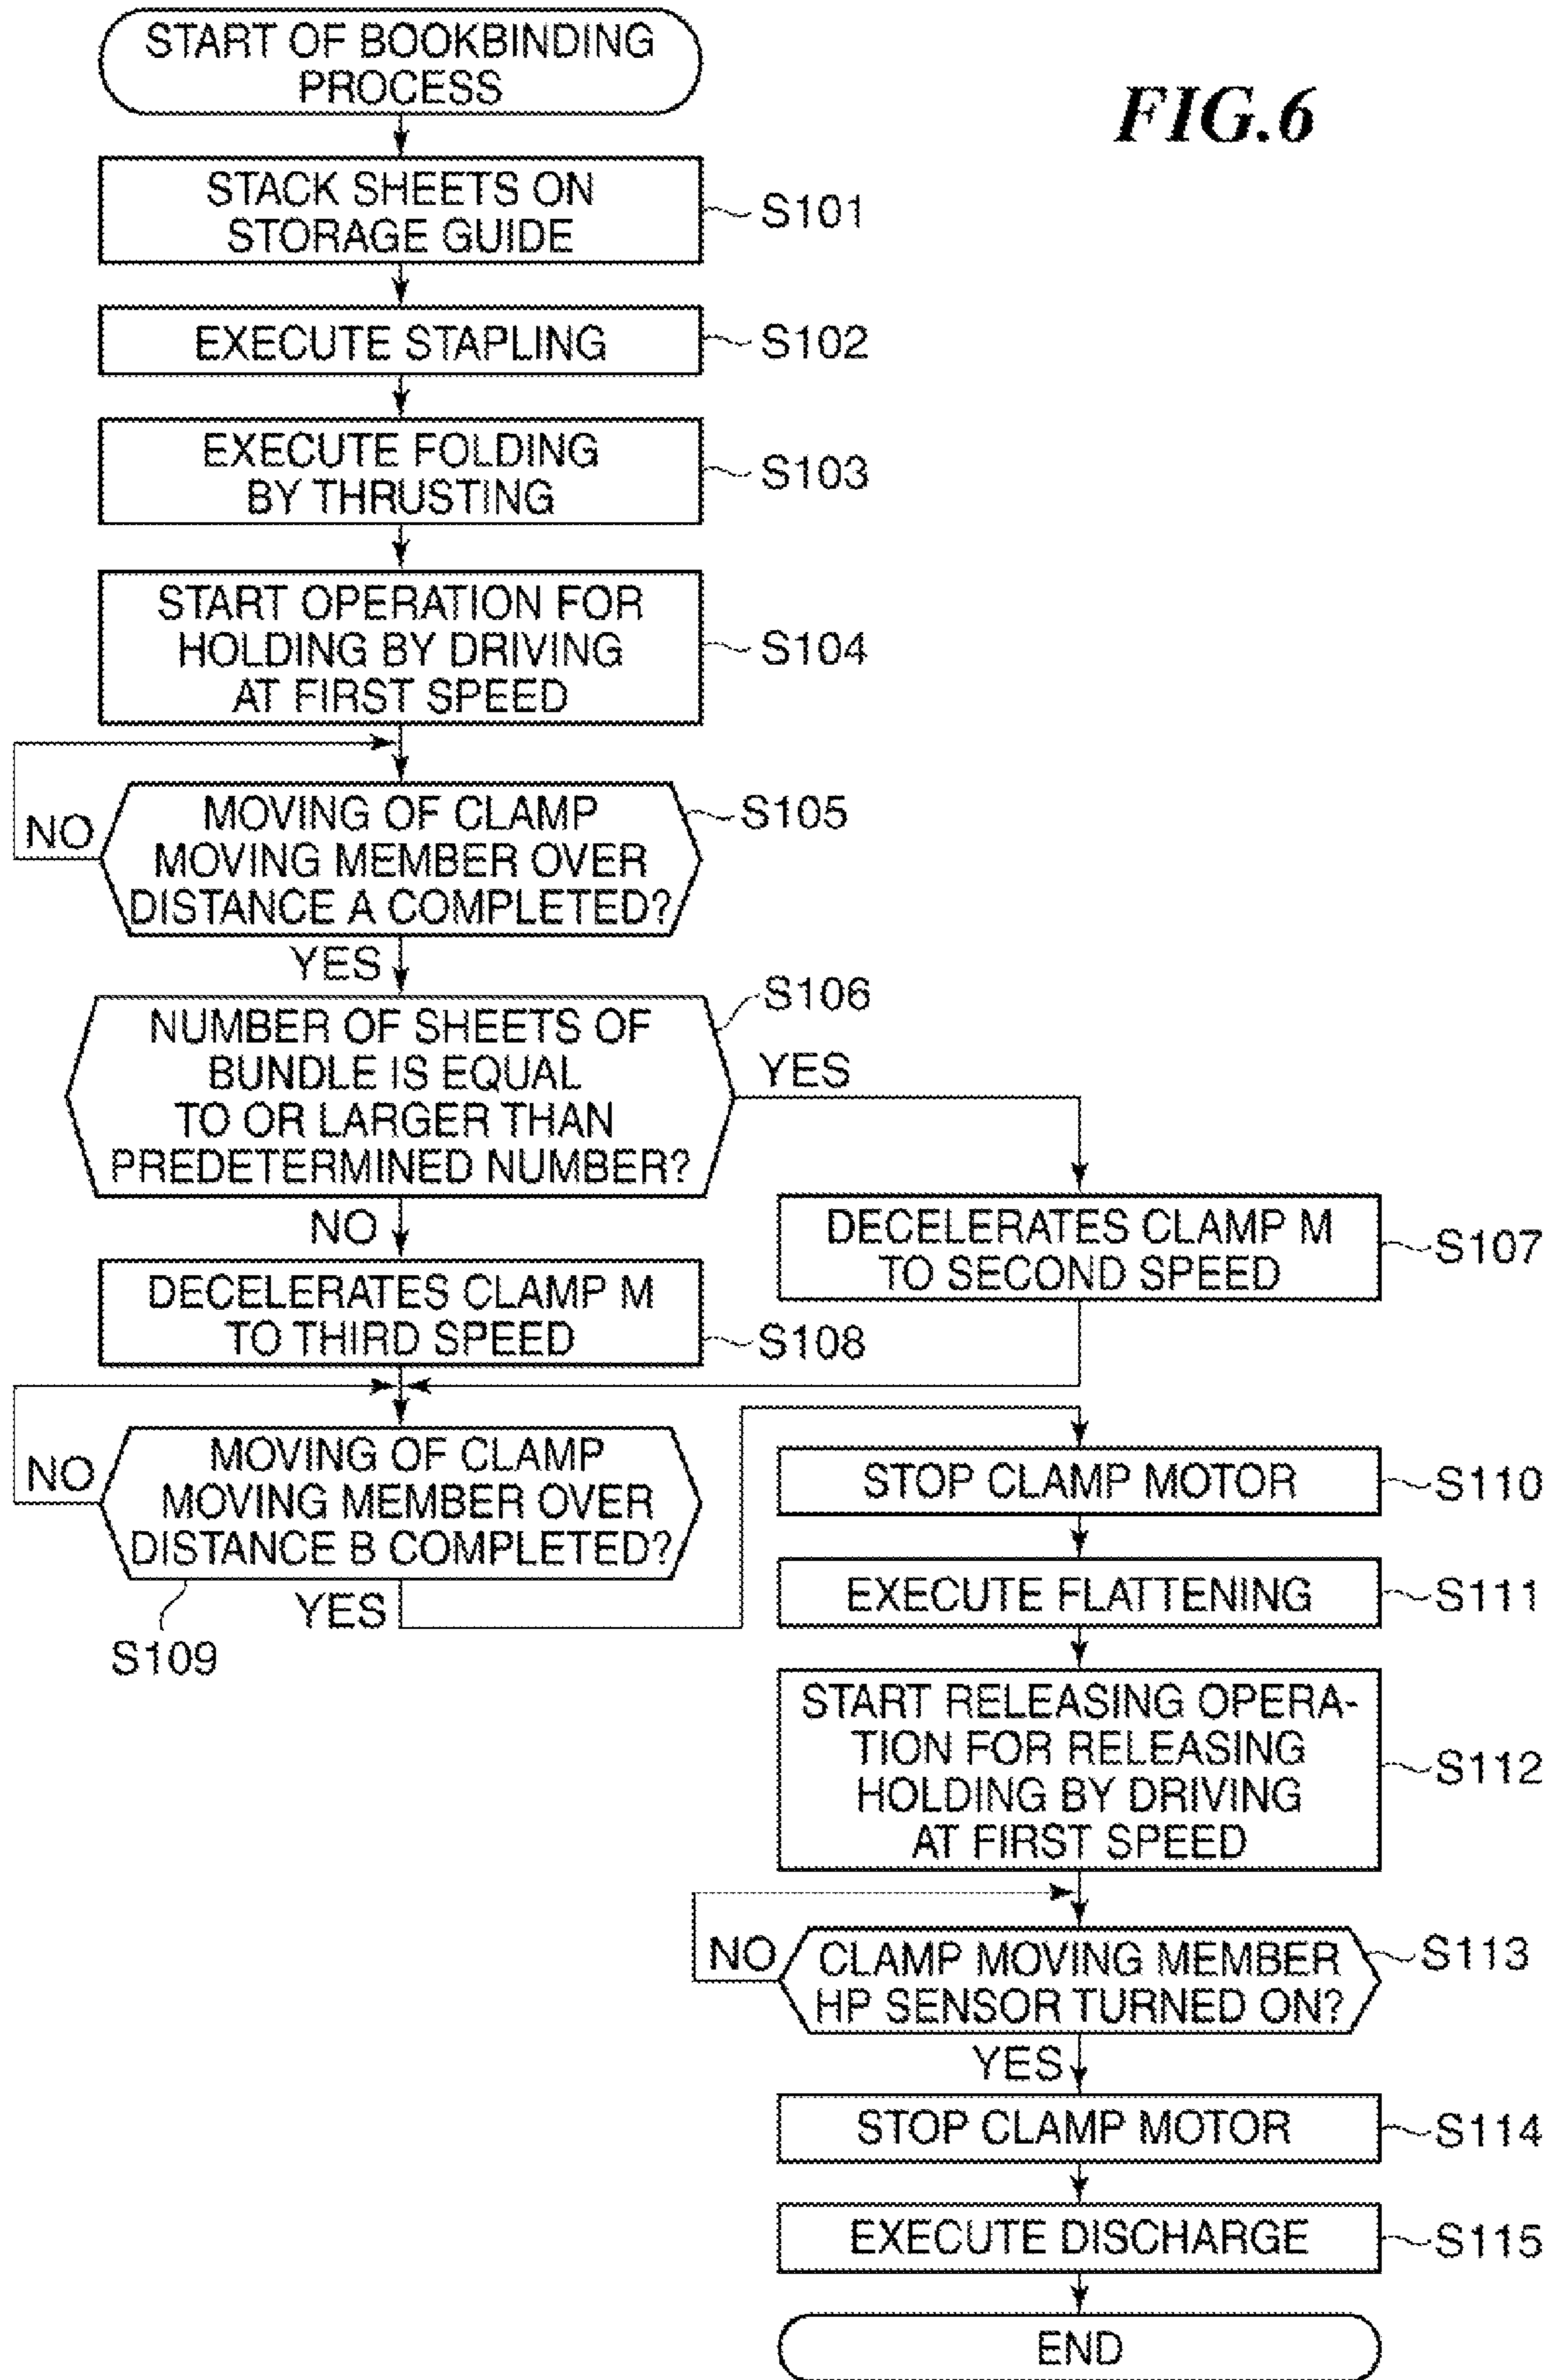 FIG.6
START OF BOOKBINDING
PROCESS
STACK SHEETS ON
STORAGE GUIDE
S101
EXECUTE STAPLING
S102
EXECUTE FOLDING
BY THRUSTING
S103
START OPERATION FOR
HOLDING BY DRIVING
AT FIRST SPEED
S104
MOVING OF CLAMP
MOVING MEMBER OVER
DISTANCE A COMPLETED?
S105
NO
YES
NUMBER OF SHEETS OF
BUNDLE IS EQUAL
TO OR LARGER THAN
PREDETERMINED NUMBER?
S106
YES
NO
DECELERATES CLAMP M
TO SECOND SPEED
S107
DECELERATES CLAMP M
TO THIRD SPEED
S108
MOVING OF CLAMP
MOVING MEMBER OVER
DISTANCE B COMPLETED?
NO
YES
S109
STOP CLAMP MOTOR
S110
EXECUTE FLATTENING
S111
START RELEASING OPERA-
TION FOR RELEASING
HOLDING BY DRIVING
AT FIRST SPEED
S112
CLAMP MOVING MEMBER
HP SENSOR TURNED ON?
S113
NO
YES
STOP CLAMP MOTOR
S114
EXECUTE DISCHARGE
S115
END